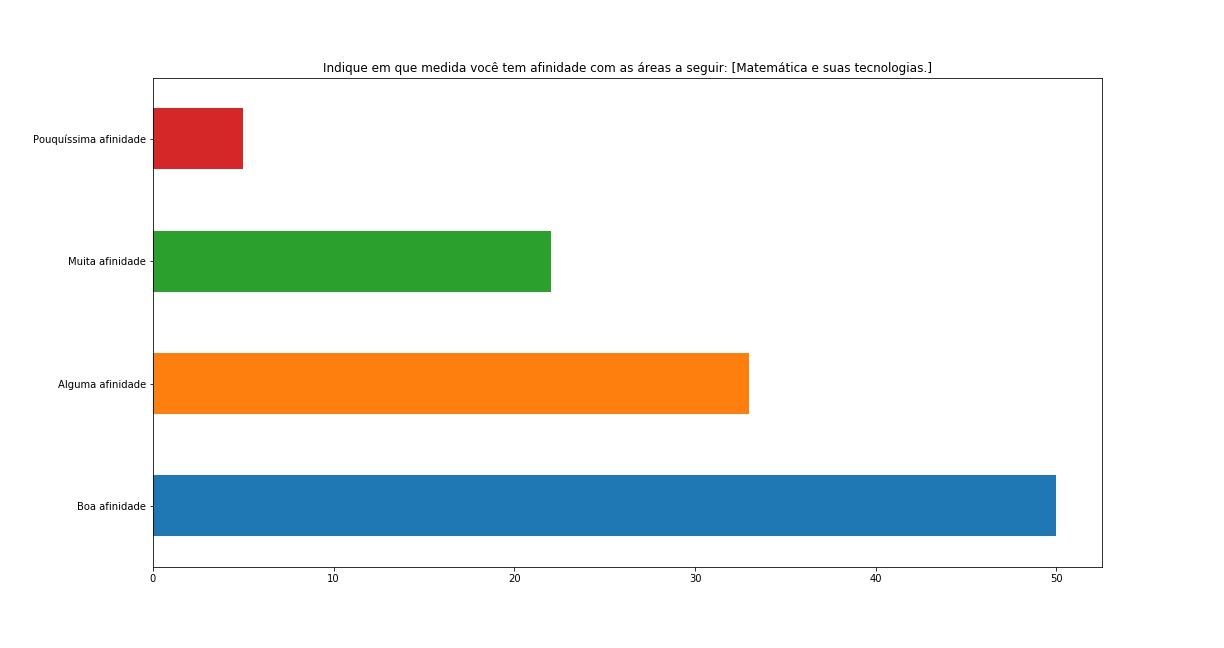 Indique em que medida você tem afinidade com as áreas a seguir: [Matemática e suas tecnologias.]
Pouquíssima afinidade
Muita afinidade
Alguma afinidade
Boa afinidade
0 10 20 30 40 50